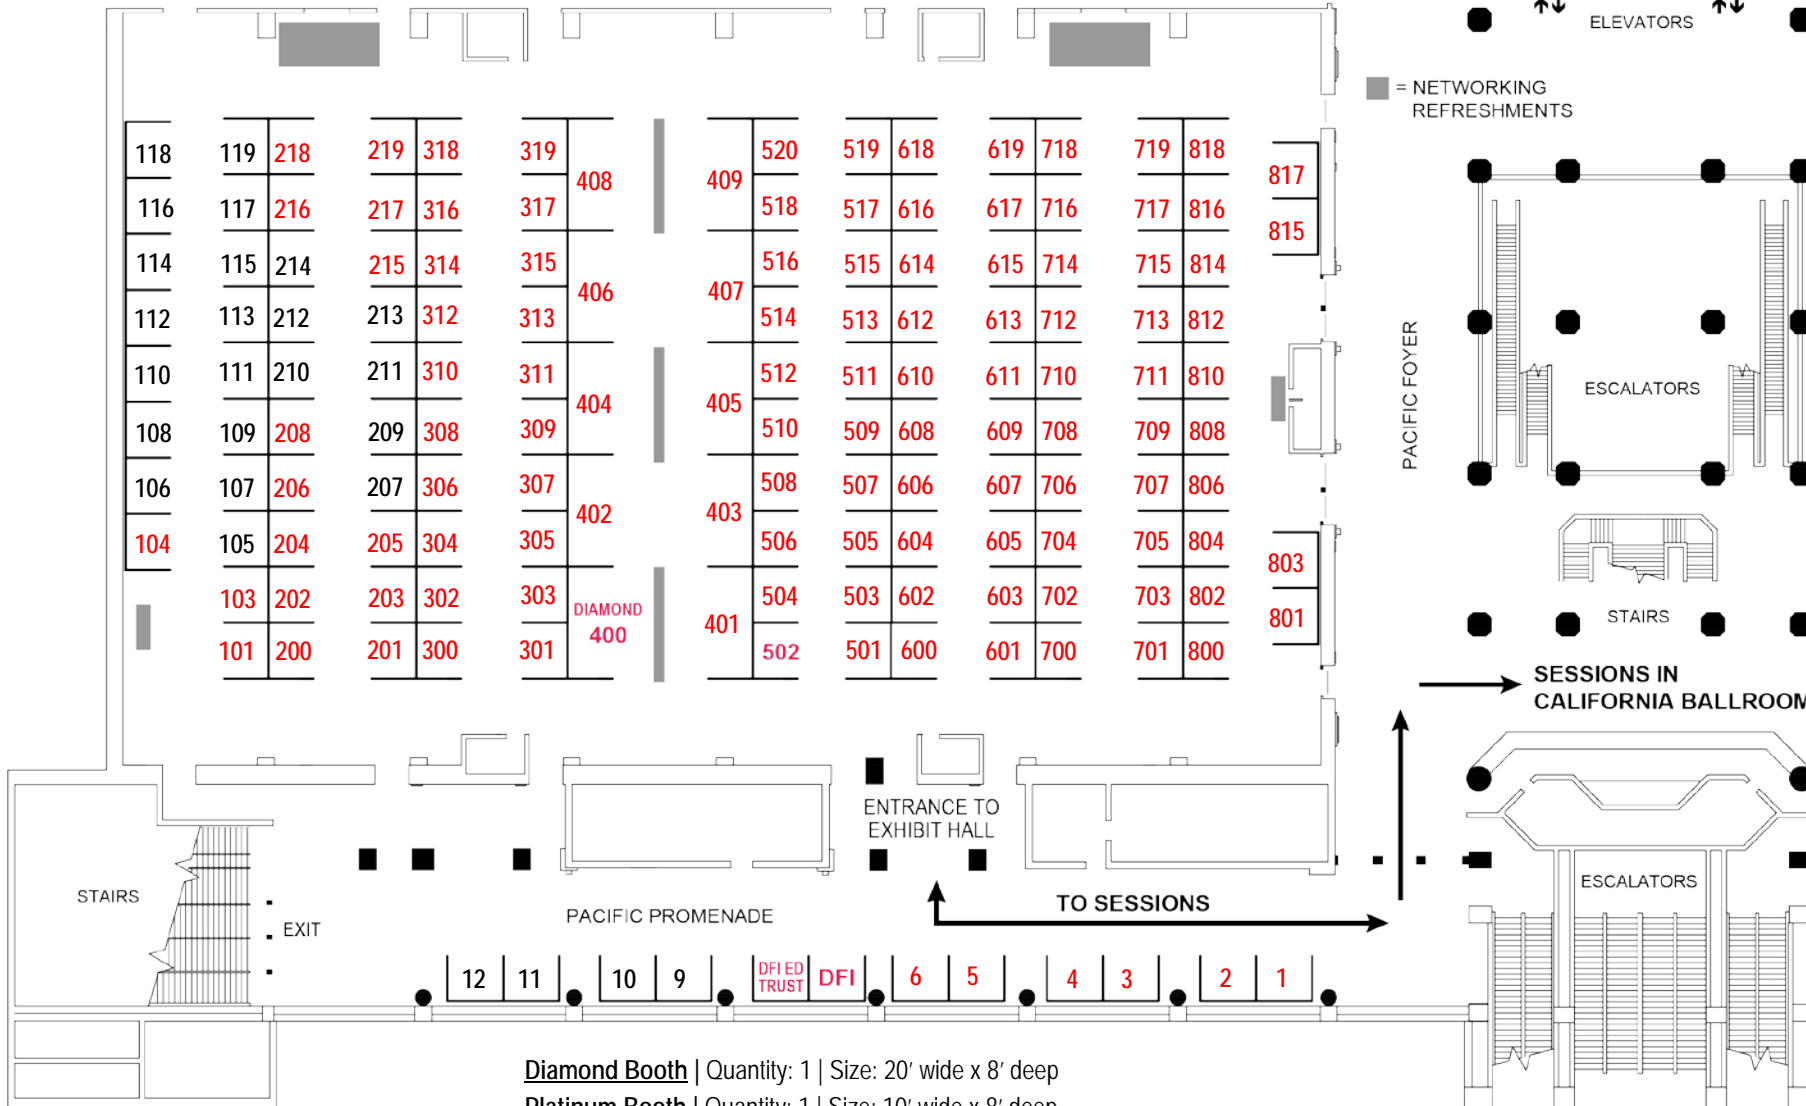 ELEVATORS
= NETWORKING
REFRESHMENTS
118 119 218 219 318 319 408 409 520 519 618 619 718 719 818 817
116 117 216 217 316 317 518 517 616 617 716 717 816 815
114 115 214 215 314 315 406 407 516 515 614 615 714 715 814
112 113 212 213 312 313 514 513 612 613 712 713 812
110 111 210 211 310 311 404 405 512 511 610 611 710 711 810
108 109 208 209 308 309 510 509 608 609 708 709 808
106 107 206 207 306 307 402 403 508 507 606 607 706 707 806
104 105 204 205 304 305 506 505 604 605 704 705 804 803
103 202 203 302 303 DIAMOND 400 401 504 503 602 603 702 703 802 801
101 200 201 300 301 502 501 600 601 700 701 800
PACIFIC FOYER
ESCALATORS
STAIRS
SESSIONS IN
CALIFORNIA BALLROOM
ENTRANCE TO
EXHIBIT HALL
STAIRS
EXIT
PACIFIC PROMENADE
TO SESSIONS
ESCALATORS
12 11 10 9 DFI ED TRUST DFI 6 5 4 3 2 1
Diamond Booth | Quantity: 1 | Size: 20' wide x 8' deep
Platinum Booth | Quantity: 1 | Size: 10' wide x 8' deep